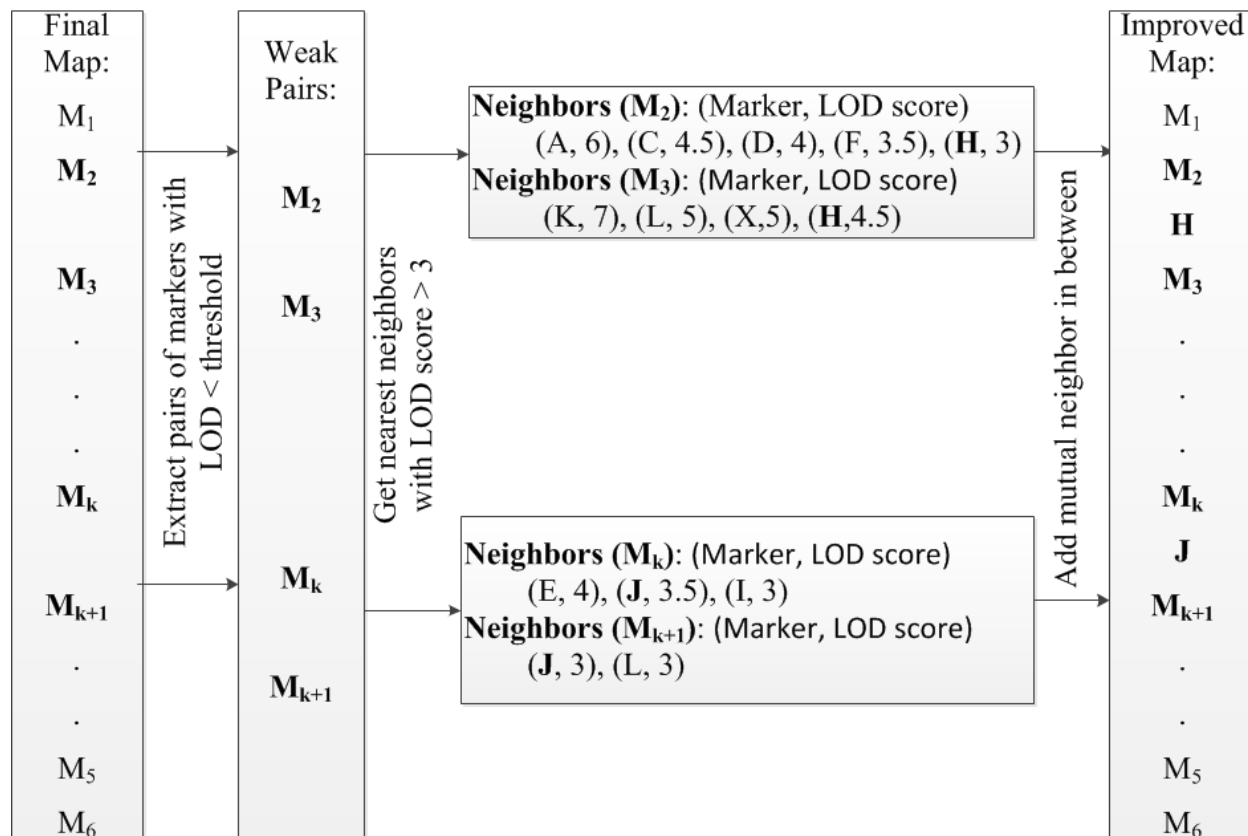 Final
Map:
M₁
M₂
M₃
.
.
.
Mₖ
Mₖ₊₁
.
.
M₅
M₆
Extract pairs of markers with
LOD < threshold
Weak
Pairs:
M₂
M₃
Mₖ
Mₖ₊₁
Get nearest neighbors
with LOD score > 3
Neighbors (M₂): (Marker, LOD score)
(A, 6), (C, 4.5), (D, 4), (F, 3.5), (H, 3)
Neighbors (M₃): (Marker, LOD score)
(K, 7), (L, 5), (X,5), (H,4.5)
Neighbors (Mₖ): (Marker, LOD score)
(E, 4), (J, 3.5), (I, 3)
Neighbors (Mₖ₊₁): (Marker, LOD score)
(J, 3), (L, 3)
Add mutual neighbor in between
Improved
Map:
M₁
M₂
H
M₃
.
.
.
Mₖ
J
Mₖ₊₁
.
.
M₅
M₆